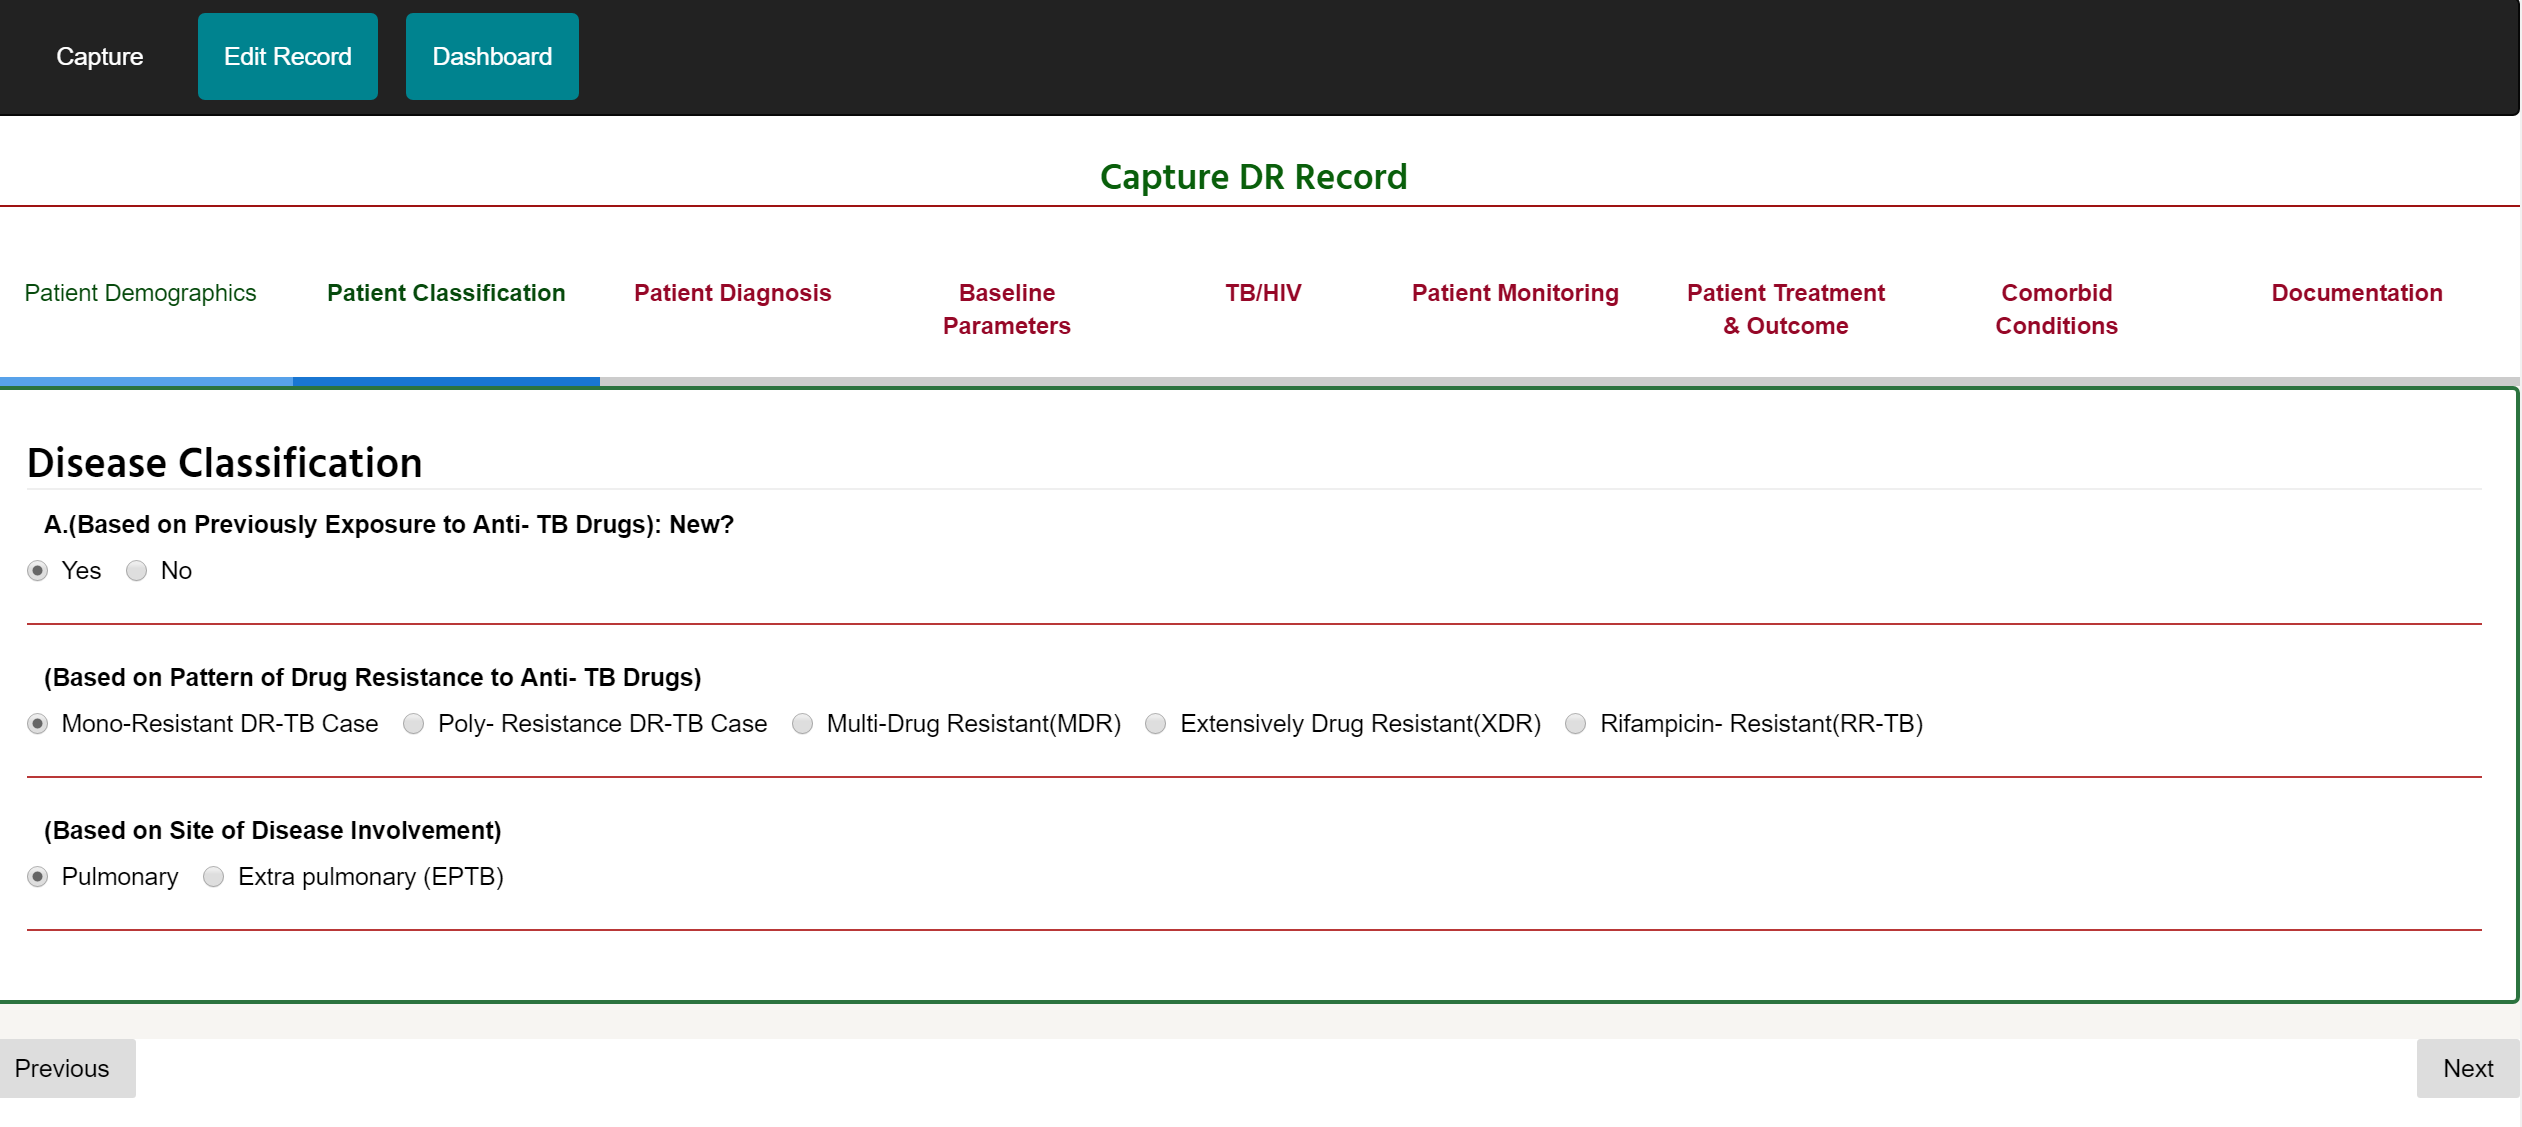 Capture Edit Record Dashboard
Capture DR Record
Patient Demographics Patient Classification Patient Diagnosis Baseline Parameters TB/HIV Patient Monitoring Patient Treatment & Outcome Comorbid Conditions Documentation
Disease Classification
A.(Based on Previously Exposure to Anti- TB Drugs): New?
Yes No
(Based on Pattern of Drug Resistance to Anti- TB Drugs)
Mono-Resistant DR-TB Case Poly- Resistance DR-TB Case Multi-Drug Resistant(MDR) Extensively Drug Resistant(XDR) Rifampicin- Resistant(RR-TB)
(Based on Site of Disease Involvement)
Pulmonary Extra pulmonary (EPTB)
Previous Next